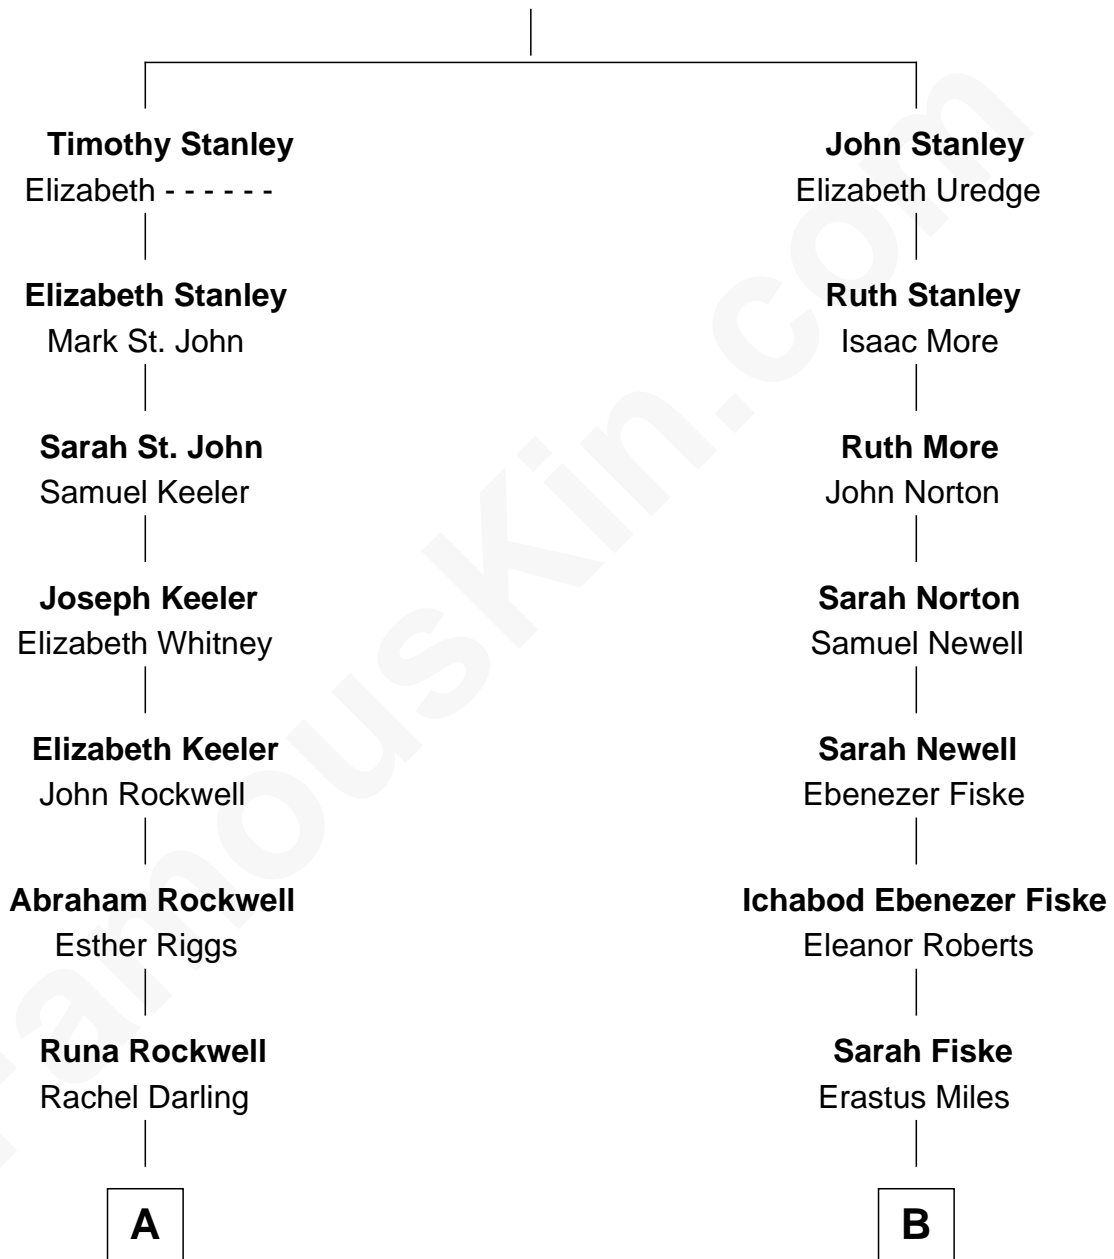 Timothy Stanley
Elizabeth - - - - - -
John Stanley
Elizabeth Uredge
Elizabeth Stanley
Mark St. John
Ruth Stanley
Isaac More
Sarah St. John
Samuel Keeler
Ruth More
John Norton
Joseph Keeler
Elizabeth Whitney
Sarah Norton
Samuel Newell
Elizabeth Keeler
John Rockwell
Sarah Newell
Ebenezer Fiske
Abraham Rockwell
Esther Riggs
Ichabod Ebenezer Fiske
Eleanor Roberts
Runa Rockwell
Rachel Darling
Sarah Fiske
Erastus Miles
A
B
FamousKin.com